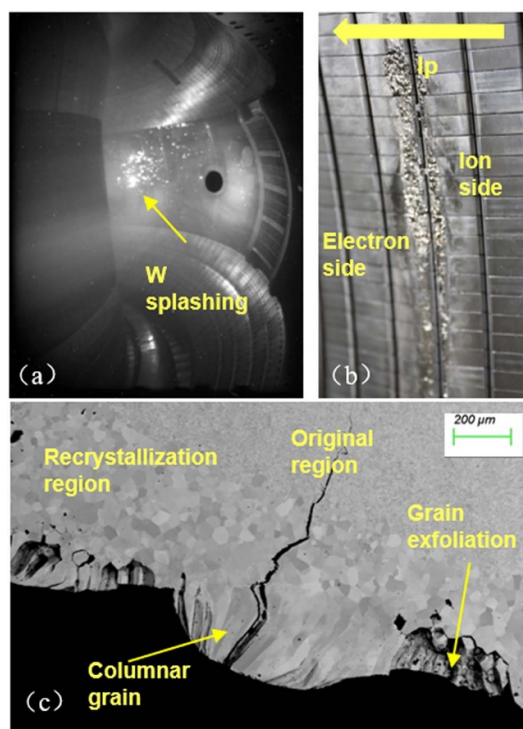 W
splashing
（a）
Ip
Ion
side
Electron
side
（b）
200 µm
Original
region
Recrystallization
region
Grain
exfoliation
Columnar
grain
（c）